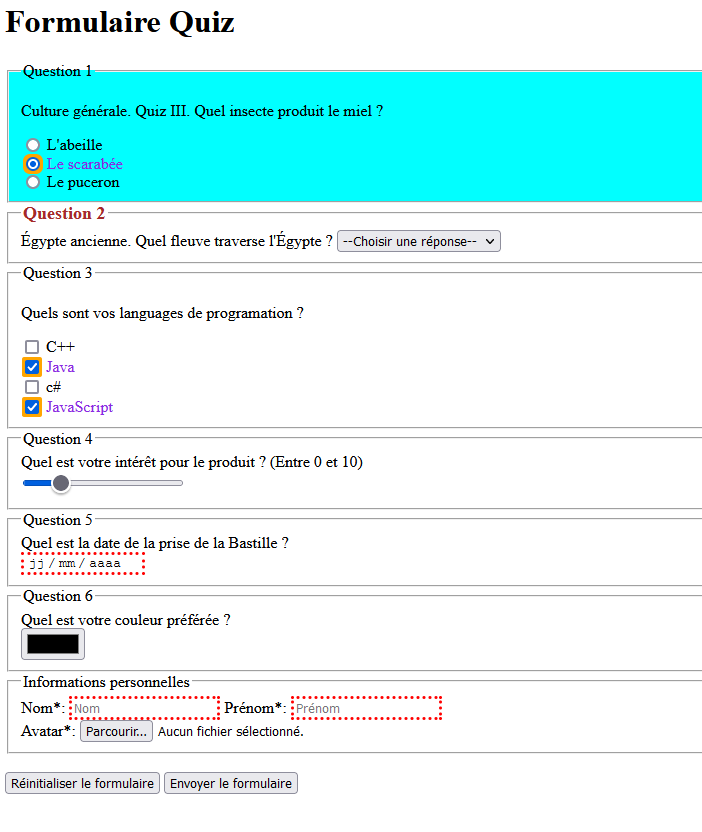 Formulaire Quiz
Question 1
Culture générale. Quiz III. Quel insecte produit le miel ?
L'abeille
Le scarabée
Le puceron
Question 2
Égypte ancienne. Quel fleuve traverse l'Égypte ? --Choisir une réponse--
Question 3
Quels sont vos languages de programation ?
C++
Java
c#
JavaScript
Question 4
Quel est votre intérêt pour le produit ? (Entre 0 et 10)
Question 5
Quel est la date de la prise de la Bastille ?
jj / mm / aaaa
Question 6
Quel est votre couleur préférée ?
Informations personnelles
Nom*: Nom Prénom*: Prénom
Avatar*: Parcourir... Aucun fichier sélectionné.
Réinitialiser le formulaire Envoyer le formulaire